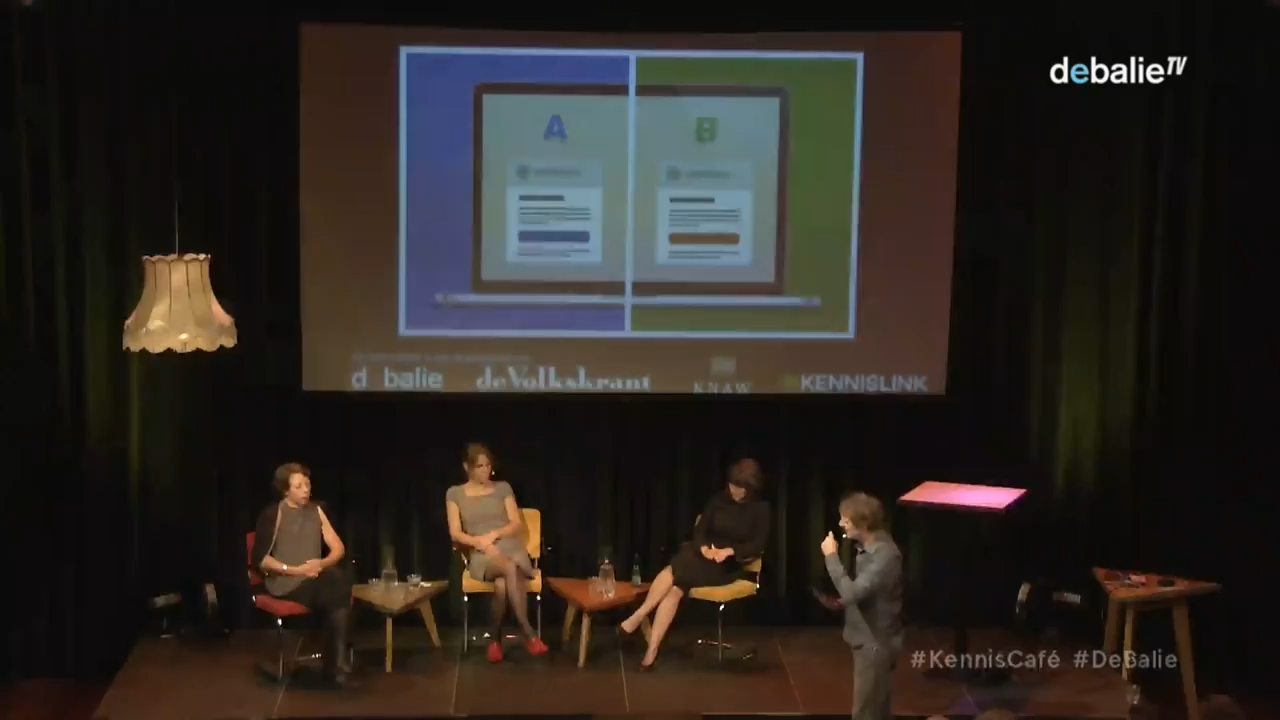 debalieTV
A
B
d balie
deVolkskrant
KNAW
KENNISLINK
#KennisCafé #DeBalie